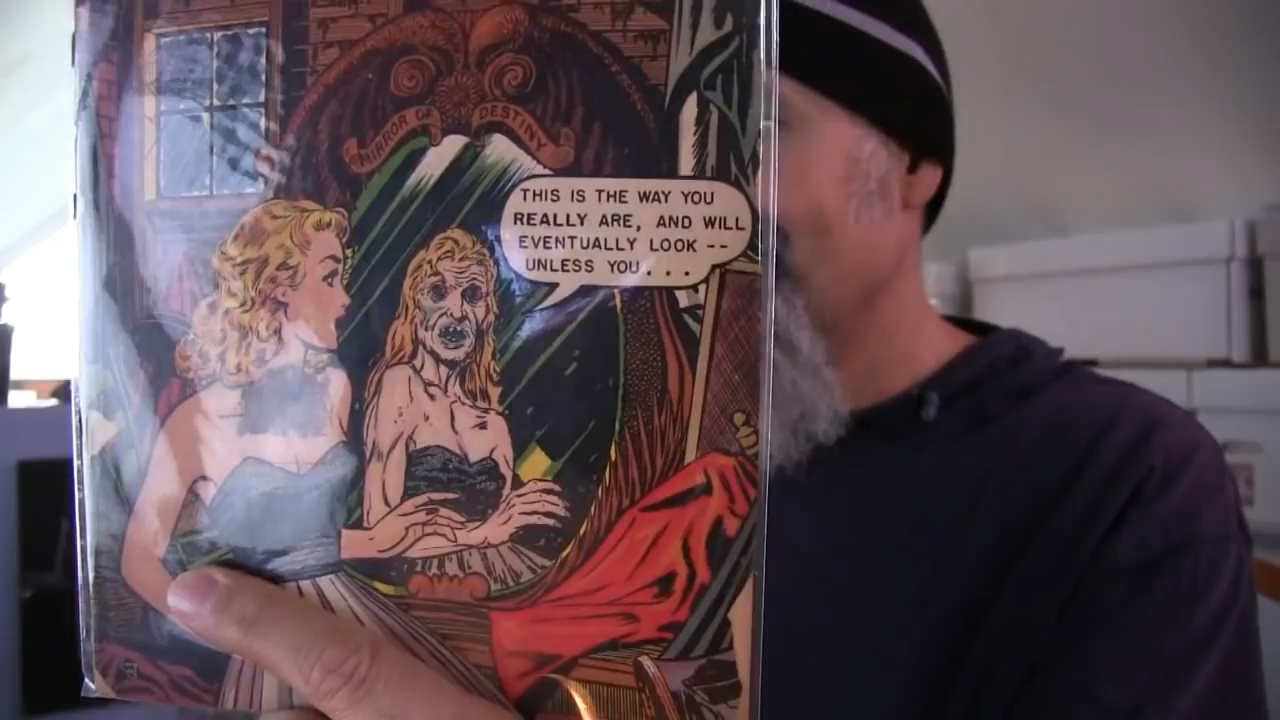 MIRROR OF DESTINY
THIS IS THE WAY YOU
REALLY ARE, AND WILL
EVENTUALLY LOOK --
UNLESS YOU...